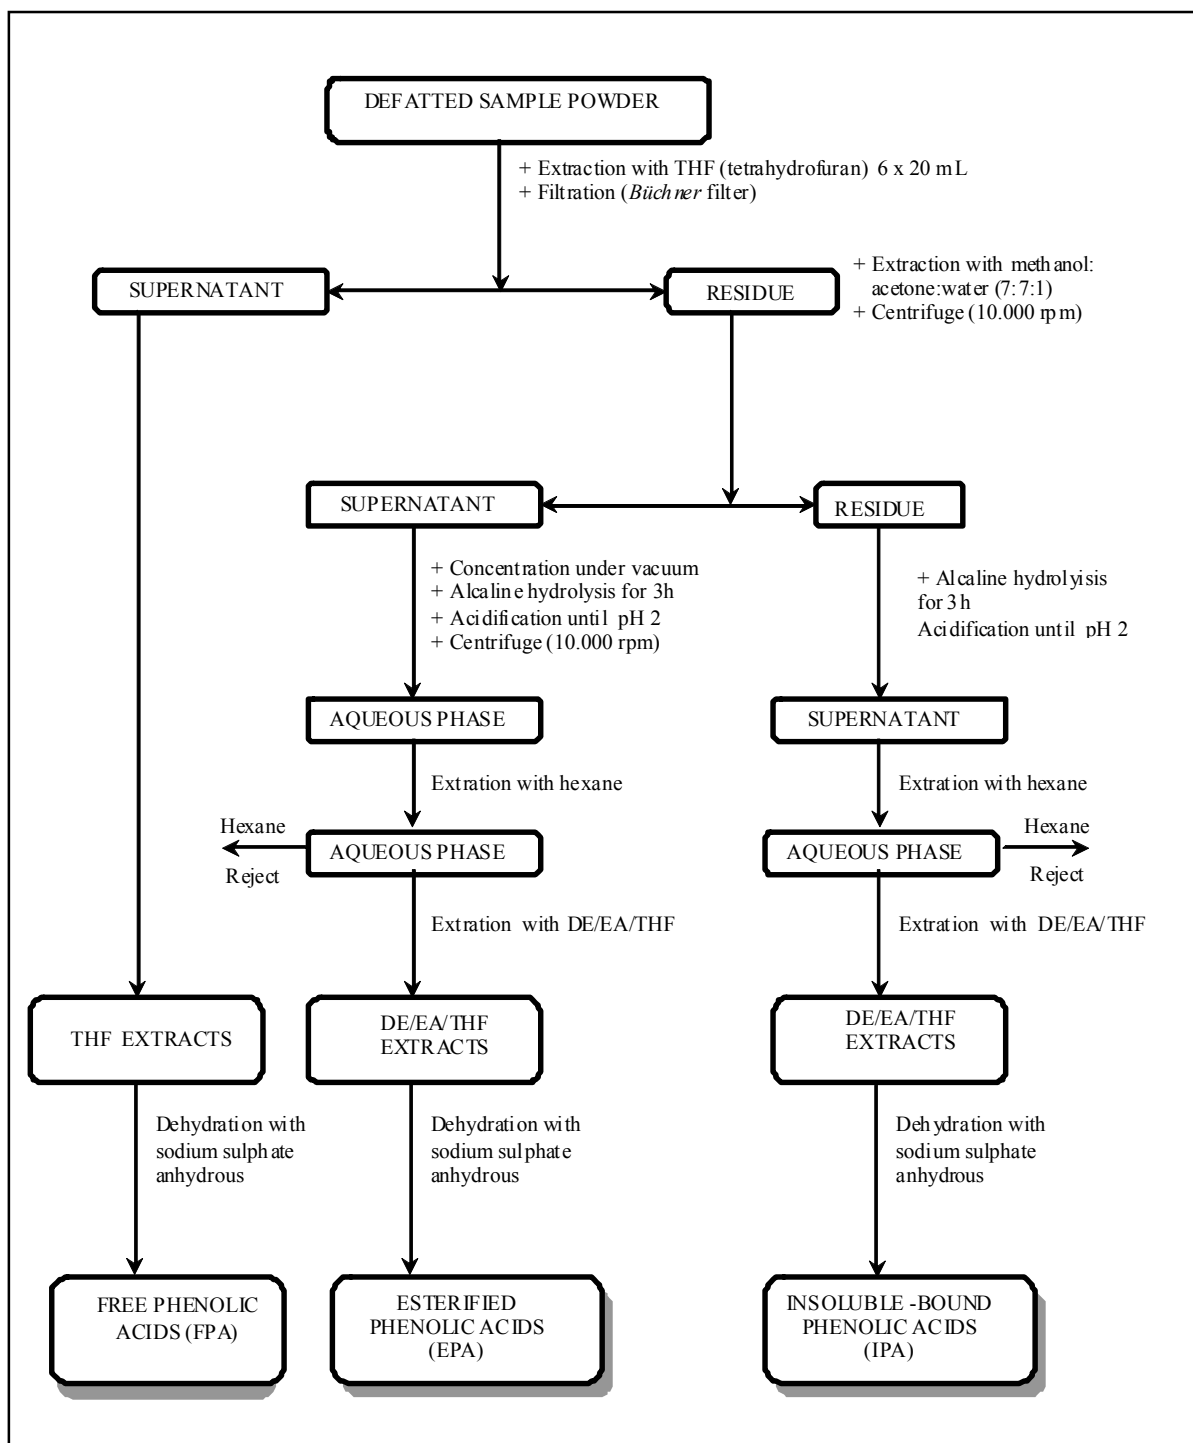 DEFATTED SAMPLE POWDER
+ Extraction with THF (tetrahydrofuran) 6 x 20 mL
+ Filtration (Büchner filter)
SUPERNATANT
RESIDUE
+ Extraction with methanol:
acetone:water (7:7:1)
+ Centrifuge (10.000 rpm)
SUPERNATANT
RESIDUE
+ Concentration under vacuum
+ Alcaline hydrolysis for 3h
+ Acidification until pH 2
+ Centrifuge (10.000 rpm)
+ Alcaline hydrolyisis
for 3h
Acidification until pH 2
AQUEOUS PHASE
SUPERNATANT
Extration with hexane
Extration with hexane
Hexane
Reject
AQUEOUS PHASE
AQUEOUS PHASE
Hexane
Reject
Extration with DE/EA/THF
Extration with DE/EA/THF
THF EXTRACTS
DE/EA/THF
EXTRACTS
DE/EA/THF
EXTRACTS
Dehydration with
sodium sulphate
anhydrous
Dehydration with
sodium sulphate
anhydrous
Dehydration with
sodium sulphate
anhydrous
FREE PHENOLIC
ACIDS (FPA)
ESTERIFIED
PHENOLIC ACIDS
(EPA)
INSOLUBLE -BOUND
PHENOLIC ACIDS
(IPA)